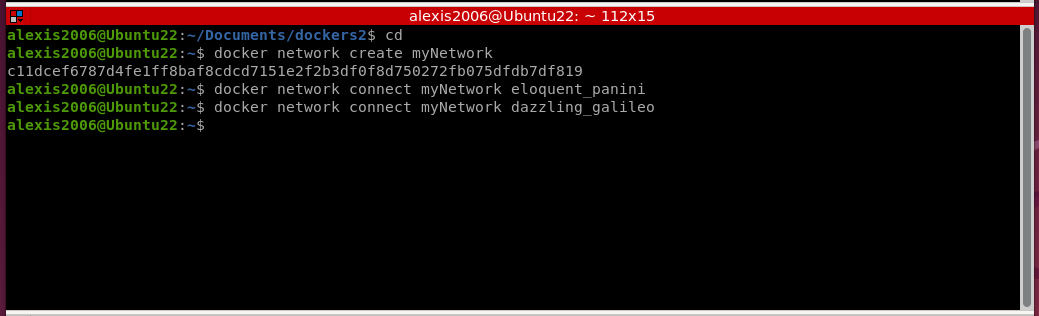 alexis2006@Ubuntu22: ~ 112x15
alexis2006@Ubuntu22:~/Documents/dockers2$ cd
alexis2006@Ubuntu22:~$ docker network create myNetwork
c11dcef6787d4fe1ff8baf8cdcd7151e2f2b3df0f8d750272fb075dfdb7df819
alexis2006@Ubuntu22:~$ docker network connect myNetwork eloquent_panini
alexis2006@Ubuntu22:~$ docker network connect myNetwork dazzling_galileo
alexis2006@Ubuntu22:~$